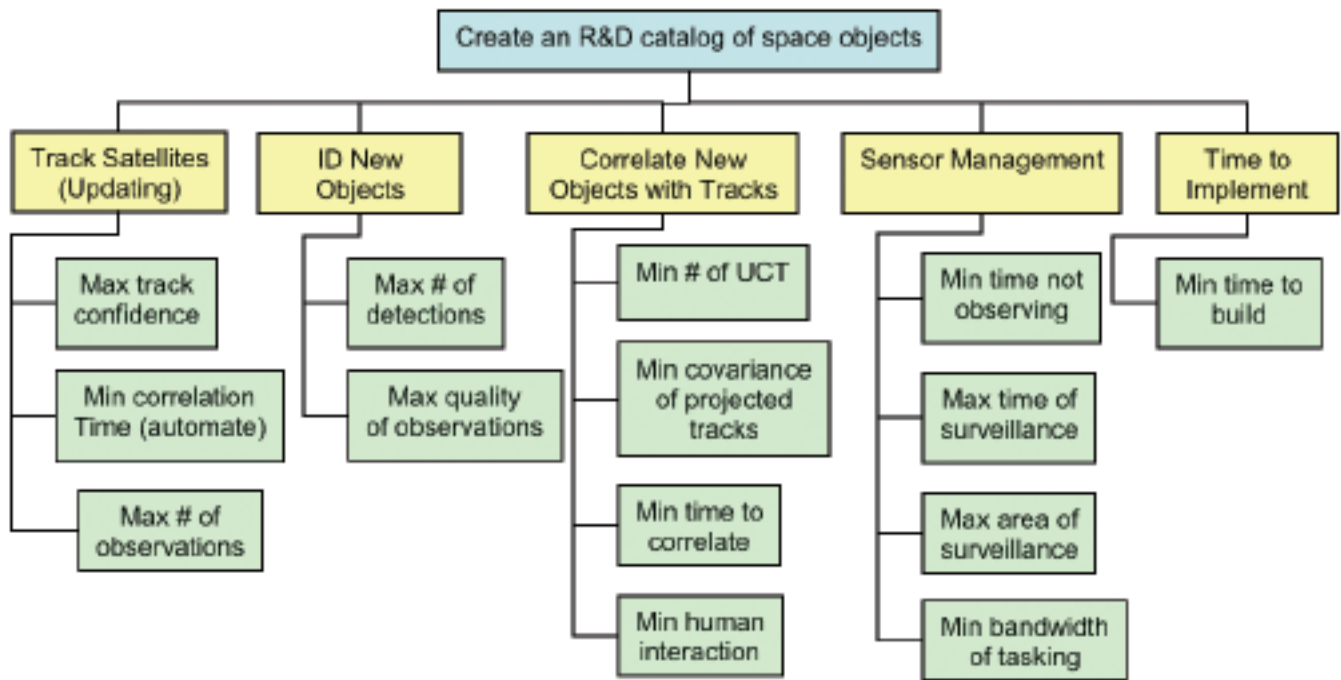 Create an R&D catalog of space objects
Track Satellites
(Updating)
Max track
confidence
Min correlation
Time (automate)
Max # of
observations
ID New
Objects
Max # of
detections
Max quality
of observations
Correlate New
Objects with Tracks
Min # of UCT
Min covariance
of projected
tracks
Min time to
correlate
Min human
interaction
Sensor Management
Min time not
observing
Max time of
surveillance
Max area of
surveillance
Min bandwidth
of tasking
Time to
Implement
Min time to
build